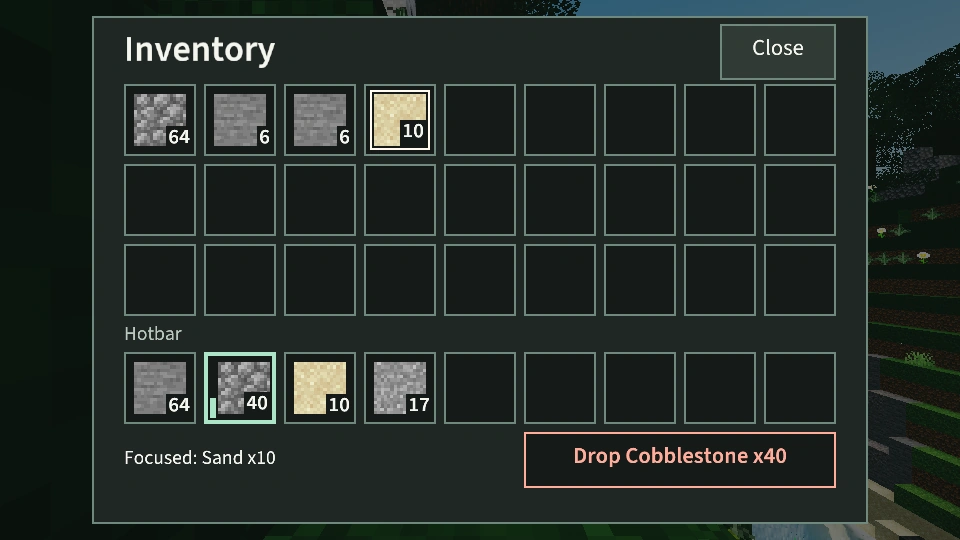 Inventory
Close
64 6 6 10
Hotbar
64 40 10 17
Focused: Sand x10
Drop Cobblestone x40